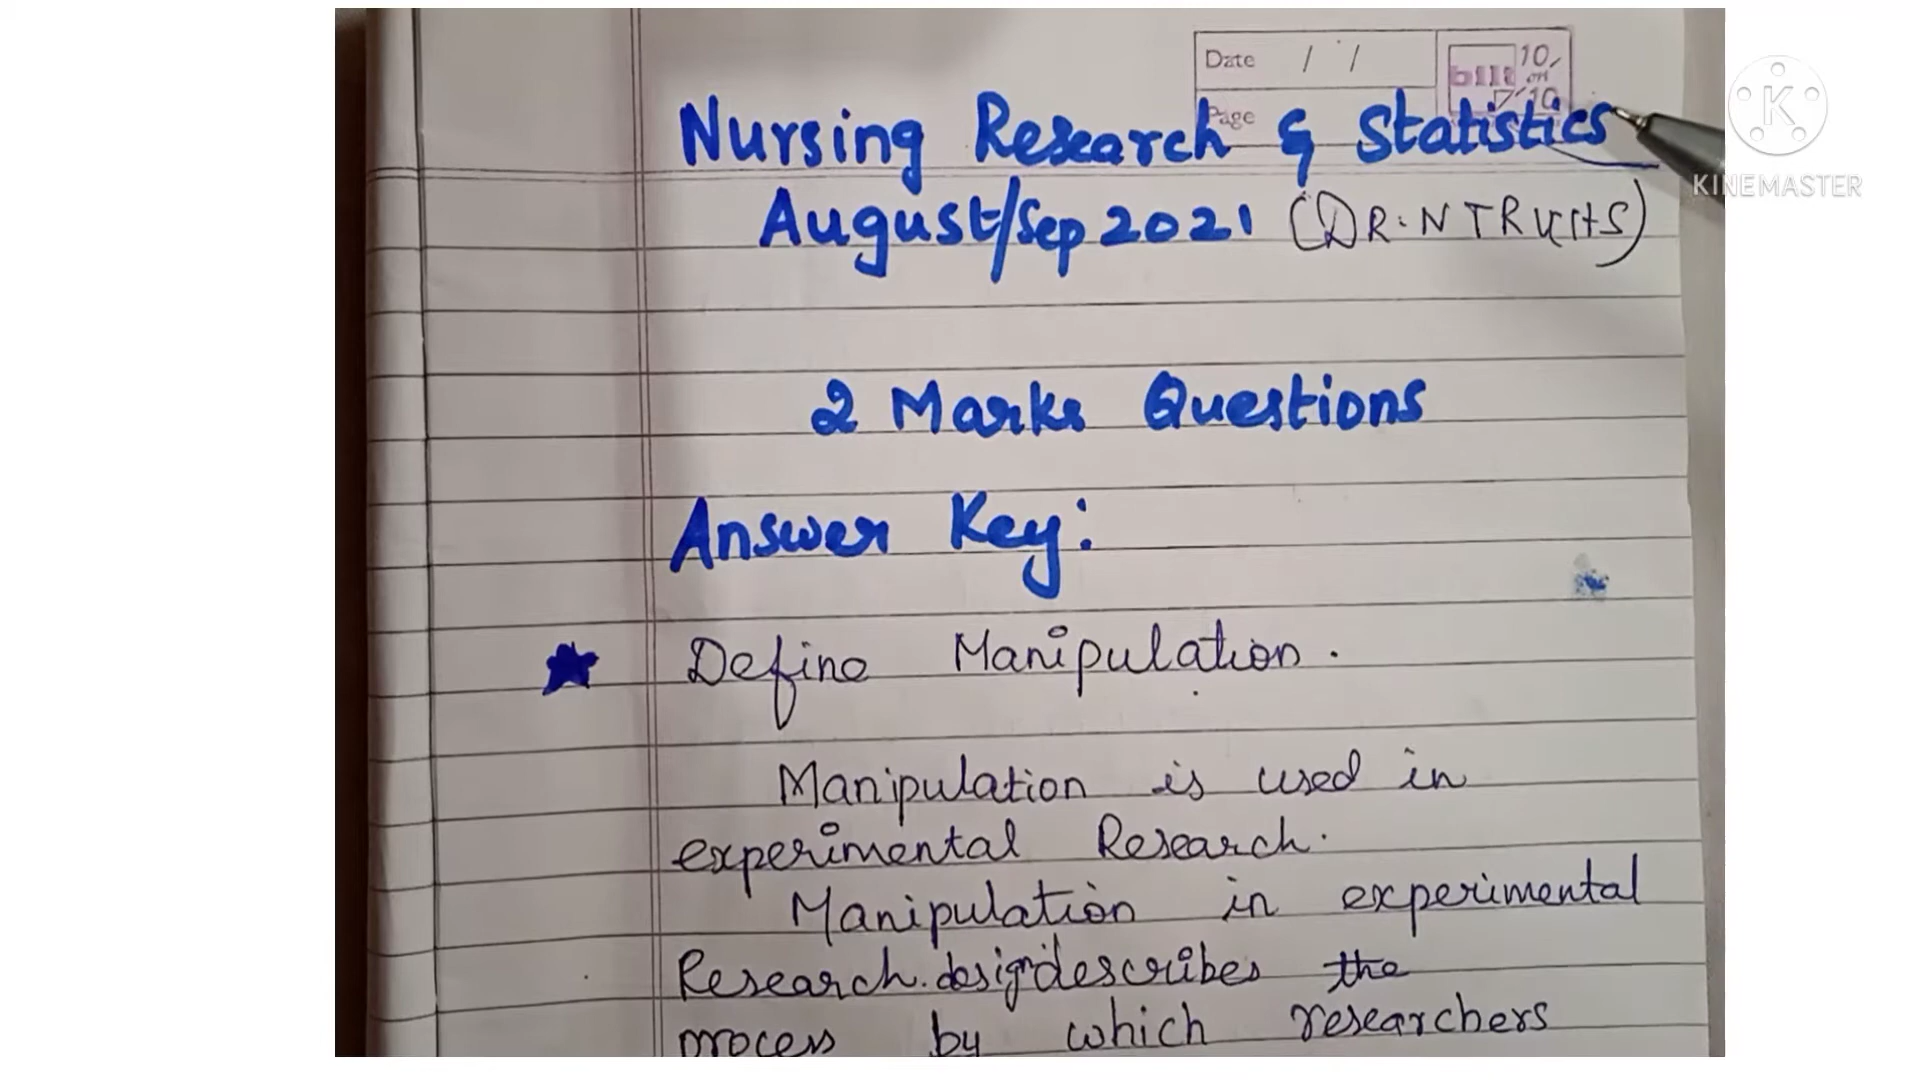 Date / /
Page
Nursing Research & Statistics
August/Sep 2021 (DR.NTRUHS)
2 Marks Questions
Answer Key:
Define Manipulation.
Manipulation is used in
experimental Research.
Manipulation in experimental
Research.design describes the
process by which researchers
K
KINEMASTER